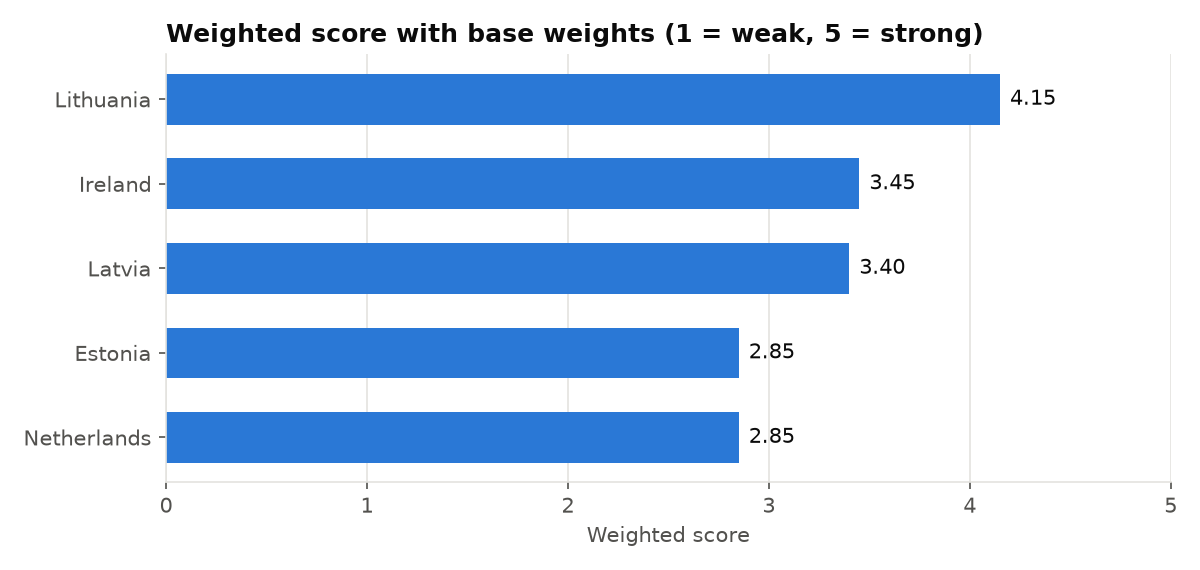 Weighted score with base weights (1 = weak, 5 = strong)
Lithuania 4.15
Ireland 3.45
Latvia 3.40
Estonia 2.85
Netherlands 2.85
0 1 2 3 4 5
Weighted score